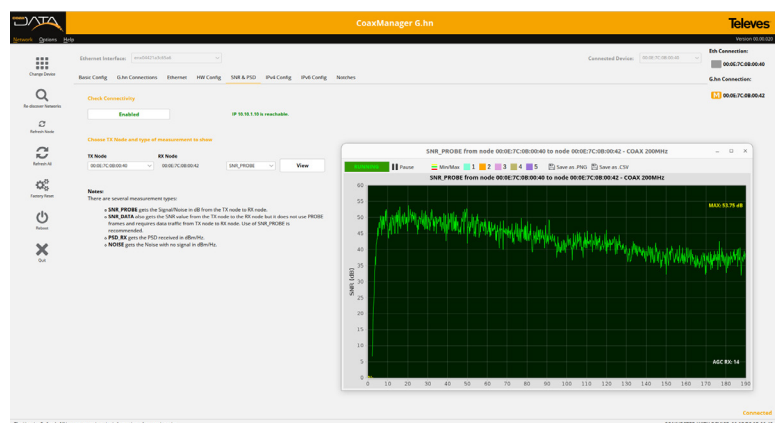 DATA
CoaxManager G.hn
Televes
Network Options Help
Version 00.00.020
Change Device
Re-discover Networks
Refresh Node
Refresh All
Factory Reset
Reboot
Quit
Ethernet Interface:
Connected Device: 00:0E:7C:0B:00:40
Eth Connection:
00:0E:7C:0B:00:40
G.hn Connection:
M 00:0E:7C:0B:00:42
Basic Config G.hn Connections Ethernet HW Config SNR & PSD IPv4 Config IPv6 Config Notches
Check Connectivity
Enabled
IP 10.10.1.10 is reachable.
Choose TX Node and type of measurement to show
TX Node RX Node
00:0E:7C:0B:00:40 00:0E:7C:0B:00:42 SNR_PROBE View
Notes:
There are several measurement types:
SNR_PROBE gets the Signal/Noise in dB from the TX node to RX node.
SNR_DATA also gets the SNR value from the TX node to the RX node but it does not use PROBE
frames and requires data traffic from TX node to RX node. Use of SNR_PROBE is
recommended.
PSD_RX gets the PSD received in dBm/Hz.
NOISE gets the Noise with no signal in dBm/Hz.
SNR_PROBE from node 00:0E:7C:0B:00:40 to node 00:0E:7C:0B:00:42 - COAX 200MHz
Pause Min/Max 1 2 3 4 5 Save as .PNG Save as .CSV
SNR_PROBE from node 00:0E:7C:0B:00:40 to node 00:0E:7C:0B:00:42 - COAX 200MHz
MAX: 53.75 dB
SNR (dB)
60
55
50
45
40
35
30
25
20
15
10
5
0
AGC RX: 14
0 10 20 30 40 50 60 70 80 90 100 110 120 130 140 150 160 170 180 190
Connected